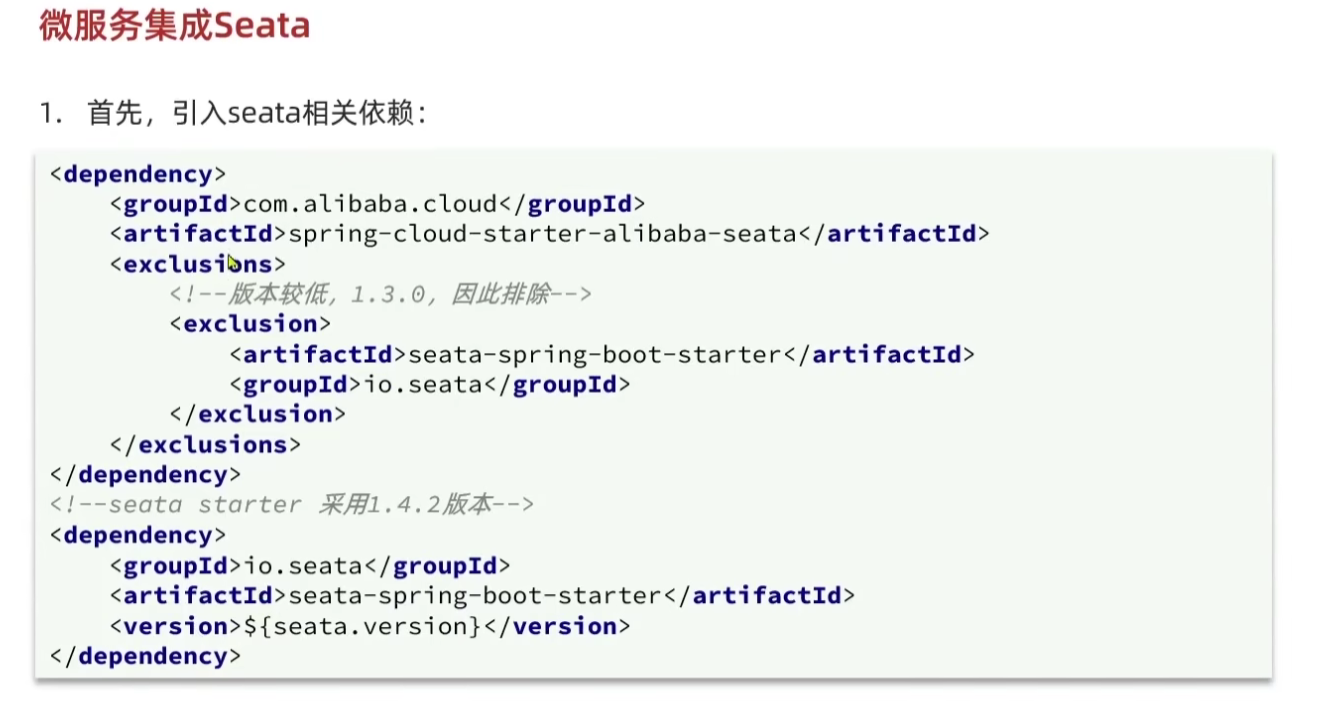 微服务集成Seata
1. 首先，引入seata相关依赖：
<dependency>
<groupId>com.alibaba.cloud</groupId>
<artifactId>spring-cloud-starter-alibaba-seata</artifactId>
<exclusions>
<!--版本较低，1.3.0，因此排除-->
<exclusion>
<artifactId>seata-spring-boot-starter</artifactId>
<groupId>io.seata</groupId>
</exclusion>
</exclusions>
</dependency>
<!--seata starter 采用1.4.2版本-->
<dependency>
<groupId>io.seata</groupId>
<artifactId>seata-spring-boot-starter</artifactId>
<version>${seata.version}</version>
</dependency>